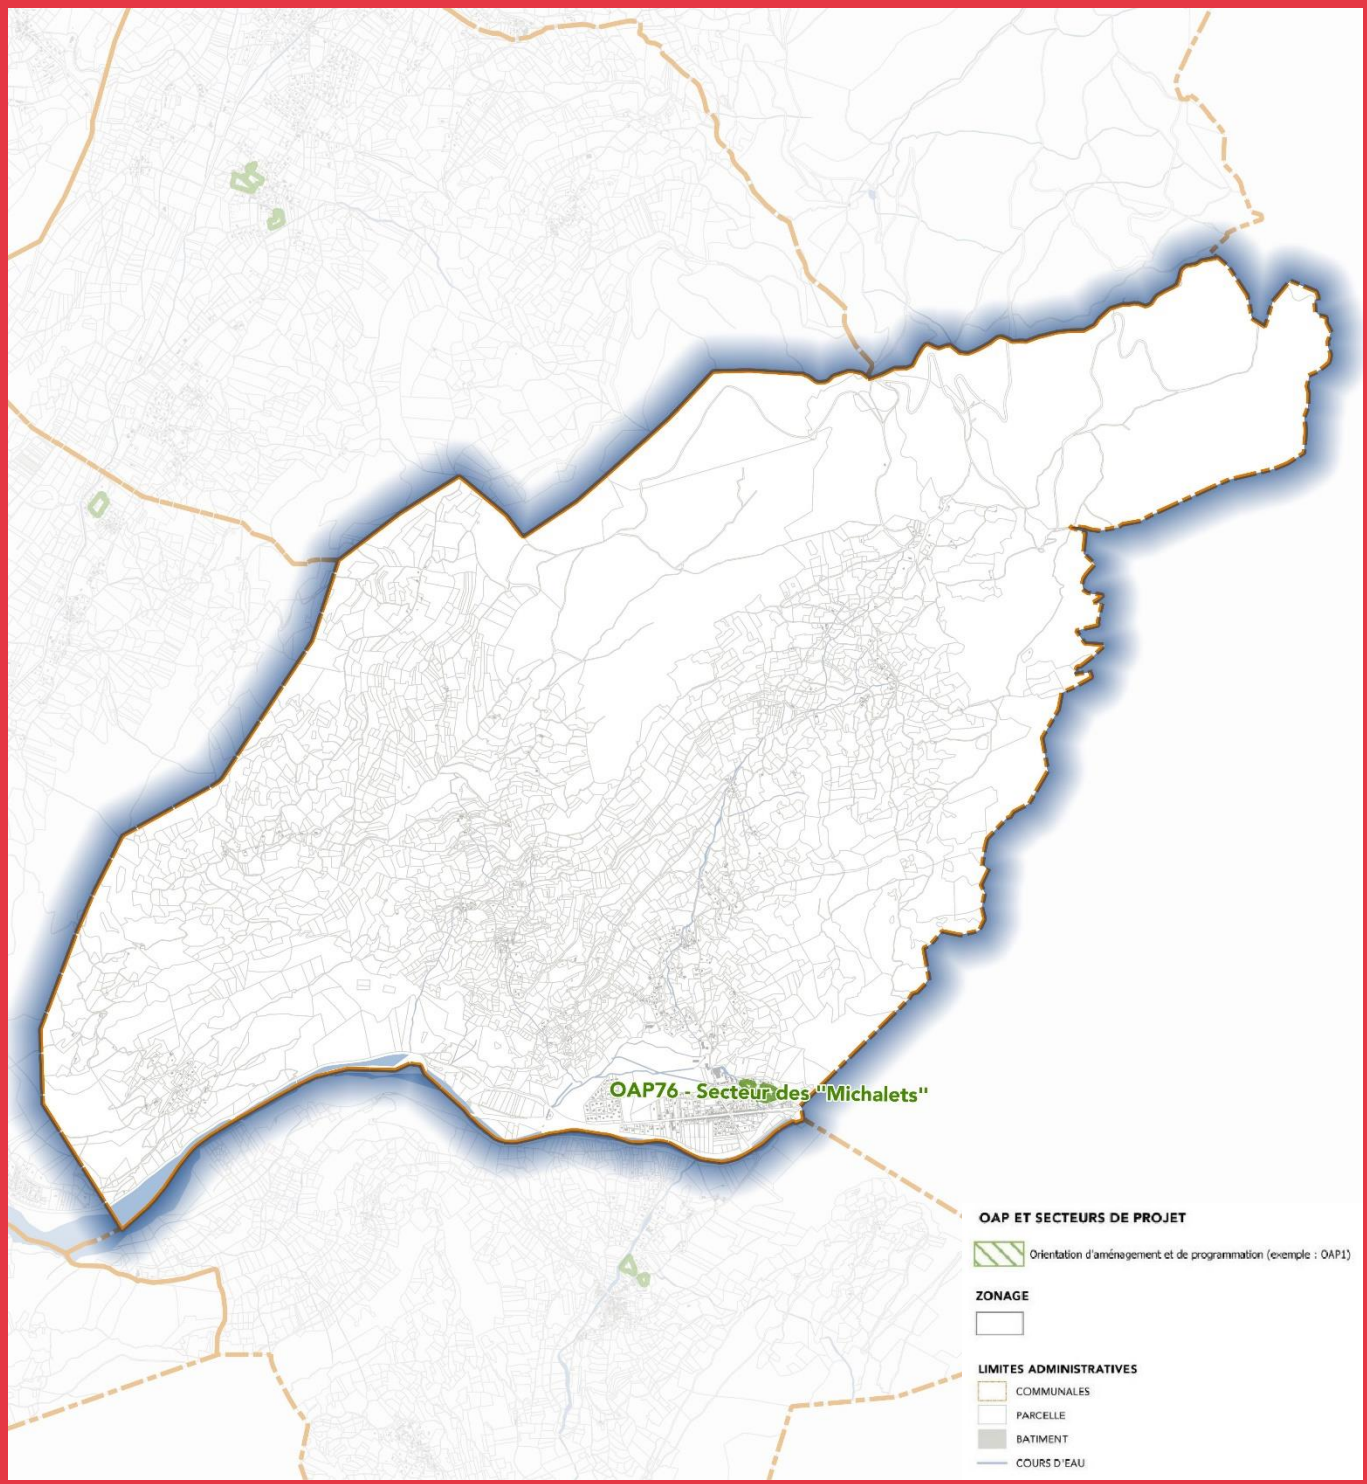 OAP76 - Secteur des "Michalets"
OAP ET SECTEURS DE PROJET
Orientation d'aménagement et de programmation (exemple : OAP1)
ZONAGE
LIMITES ADMINISTRATIVES
COMMUNALES
PARCELLE
BATIMENT
COURS D'EAU